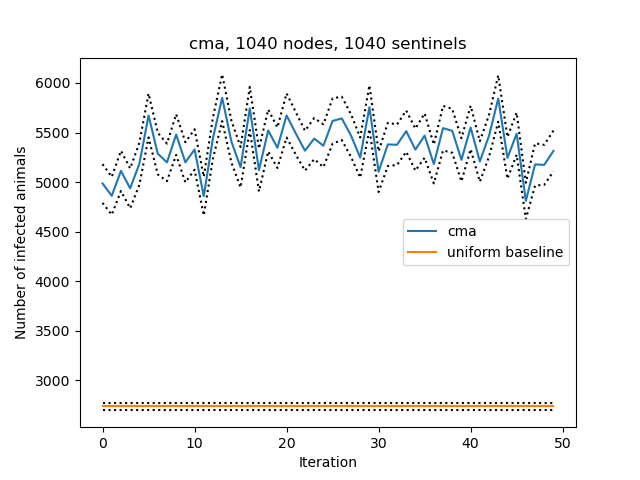 cma, 1040 nodes, 1040 sentinels
Number of infected animals
6000
5500
5000
4500
4000
3500
3000
cma
uniform baseline
0
10
20
30
40
50
Iteration